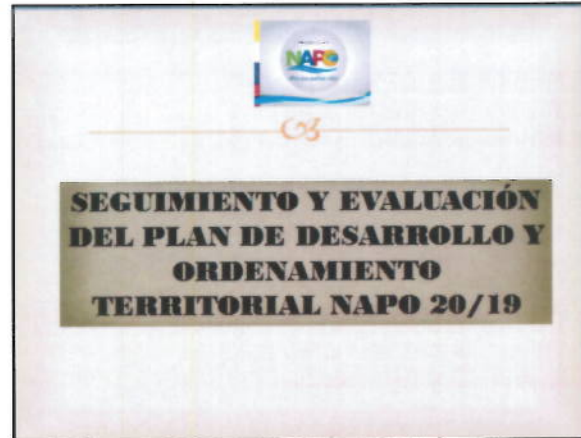 NAPO
SEGUIMIENTO Y EVALUACIÓN
DEL PLAN DE DESARROLLO Y
ORDENAMIENTO
TERRITORIAL NAPO 20/19